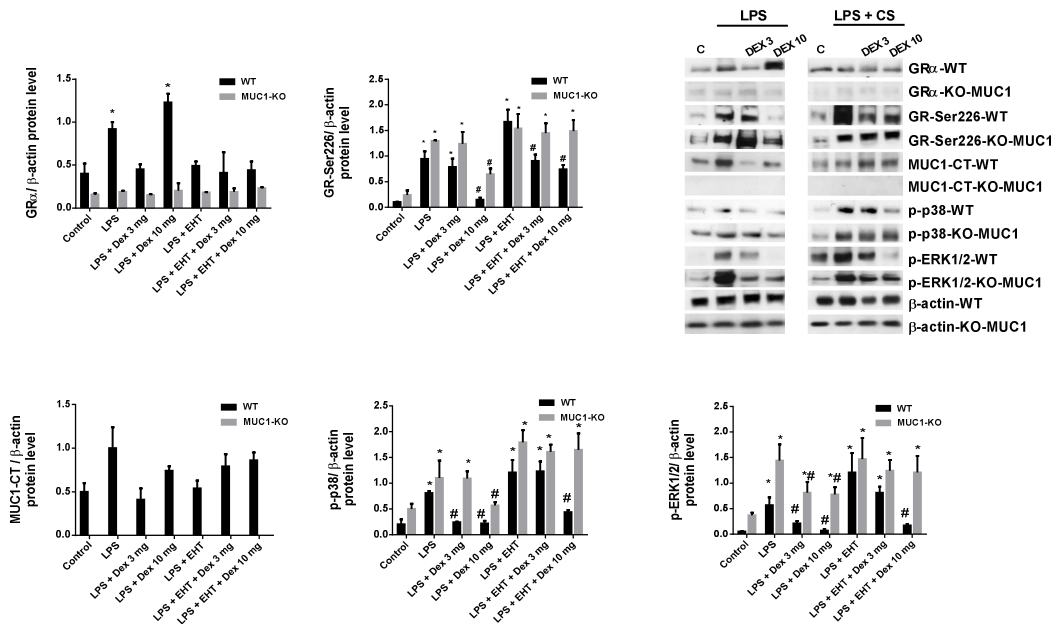 GRα/ β-actin protein level
1.5
1.0
0.5
0.0
*
*
WT
MUC1-KO
Control
LPS
LPS + Dex 3 mg
LPS + Dex 10 mg
LPS + EHT
LPS + EHT + Dex 3 mg
LPS + EHT + Dex 10 mg
GR-Ser226/ β-actin
protein level
2.5
2.0
1.5
1.0
0.5
0.0
* * * * # # * * # * # *
WT
MUC1-KO
Control
LPS
LPS + Dex 3 mg
LPS + Dex 10 mg
LPS + EHT
LPS + EHT + Dex 3 mg
LPS + EHT + Dex 10 mg
LPS
LPS + CS
C
DEX 3
DEX 10
C
DEX 3
DEX 10
GRα-WT
GRα-KO-MUC1
GR-Ser226-WT
GR-Ser226-KO-MUC1
MUC1-CT-WT
MUC1-CT-KO-MUC1
p-p38-WT
p-p38-KO-MUC1
p-ERK1/2-WT
p-ERK1/2-KO-MUC1
β-actin-WT
β-actin-KO-MUC1
MUC1-CT / β-actin
protein level
1.5
1.0
0.5
0.0
WT
MUC1-KO
Control
LPS
LPS + Dex 3 mg
LPS + Dex 10 mg
LPS + EHT
LPS + EHT + Dex 3 mg
LPS + EHT + Dex 10 mg
p-p38/ β-actin
protein level
2.5
2.0
1.5
1.0
0.5
0.0
* * # * # # * * * * # *
WT
MUC1-KO
Control
LPS
LPS + Dex 3 mg
LPS + Dex 10 mg
LPS + EHT
LPS + EHT + Dex 3 mg
LPS + EHT + Dex 10 mg
p-ERK1/2/ β-actin
protein level
2.5
2.0
1.5
1.0
0.5
0.0
* * # *# # *# * * * * # *
WT
MUC1-KO
Control
LPS
LPS + Dex 3 mg
LPS + Dex 10 mg
LPS + EHT
LPS + EHT + Dex 3 mg
LPS + EHT + Dex 10 mg